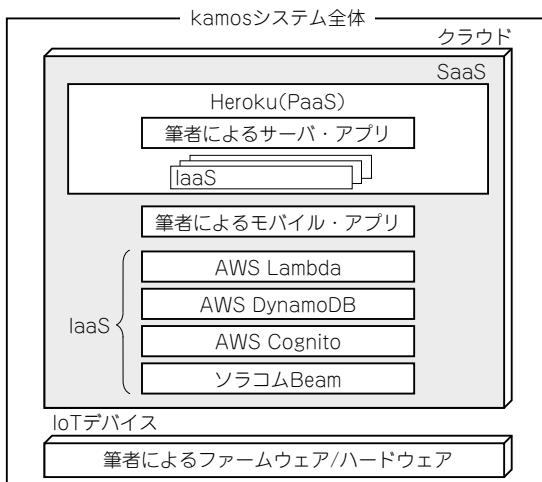 kamosシステム全体
クラウド
SaaS
Heroku(PaaS)
筆者によるサーバ・アプリ
IaaS
筆者によるモバイル・アプリ
IaaS
AWS Lambda
AWS DynamoDB
AWS Cognito
ソラコムBeam
IoTデバイス
筆者によるファームウェア/ハードウェア